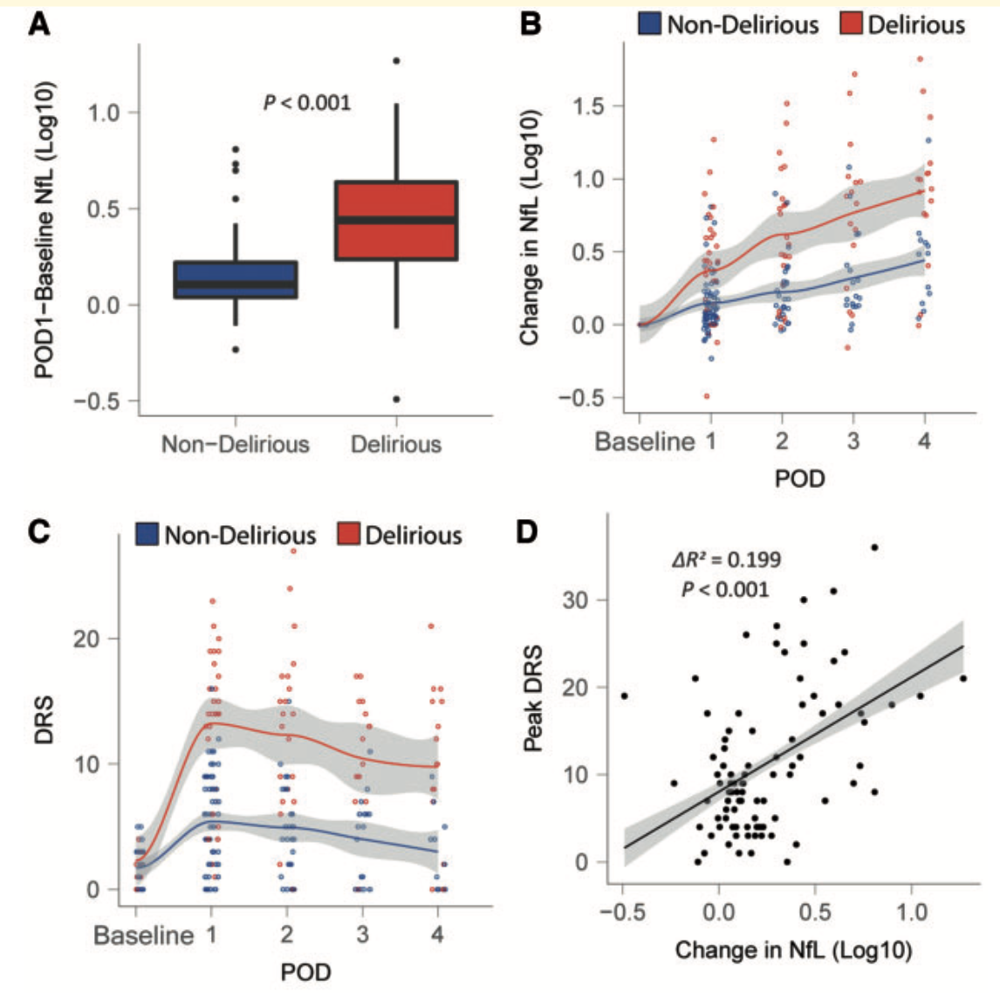 A
POD1−Baseline NfL (Log10)
P < 0.001
1.0
0.5
0.0
−0.5
Non−Delirious Delirious
B
Non-Delirious Delirious
Change in NfL (Log10)
1.5
1.0
0.5
0.0
−0.5
Baseline 1 2 3 4
POD
C
Non-Delirious Delirious
DRS
20
10
0
Baseline 1 2 3 4
POD
D
Peak DRS
ΔR² = 0.199
P < 0.001
30
20
10
0
−0.5 0.0 0.5 1.0
Change in NfL (Log10)